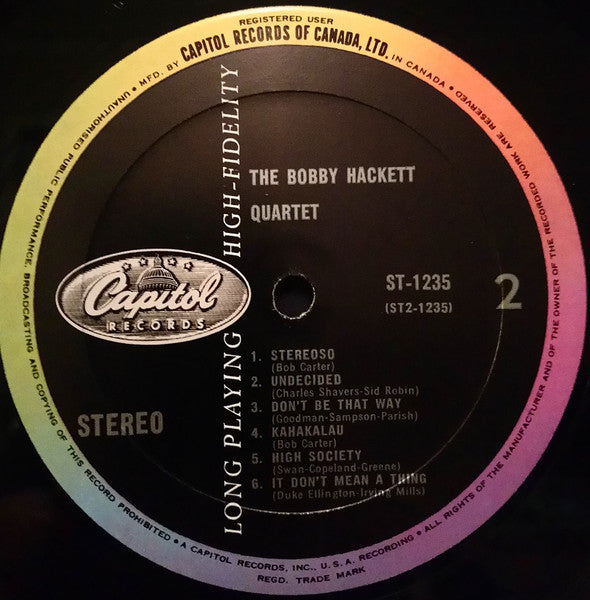 REGISTERED USER
• MFD. BY CAPITOL RECORDS OF CANADA, LTD. IN CANADA •
ALL RIGHTS OF THE MANUFACTURER AND OF THE OWNER OF THE RECORDED WORK ARE RESERVED
UNAUTHORISED PUBLIC PERFORMANCE, BROADCASTING AND COPYING OF THIS RECORD PROHIBITED •
A CAPITOL RECORDS, INC., U.S.A. RECORDING •
REGD. TRADE MARK
LONG PLAYING HIGH-FIDELITY
THE BOBBY HACKETT
QUARTET
Capitol
RECORDS
ST-1235
(ST2-1235)
2
STEREO
1. STEREOSO
(Bob Carter)
2. UNDECIDED
(Charles Shavers-Sid Robin)
3. DON'T BE THAT WAY
(Goodman-Sampson-Parish)
4. KAHAKALAU
(Bob Carter)
5. HIGH SOCIETY
(Swan-Copeland-Greene)
6. IT DON'T MEAN A THING
(Duke Ellington-Irving Mills)